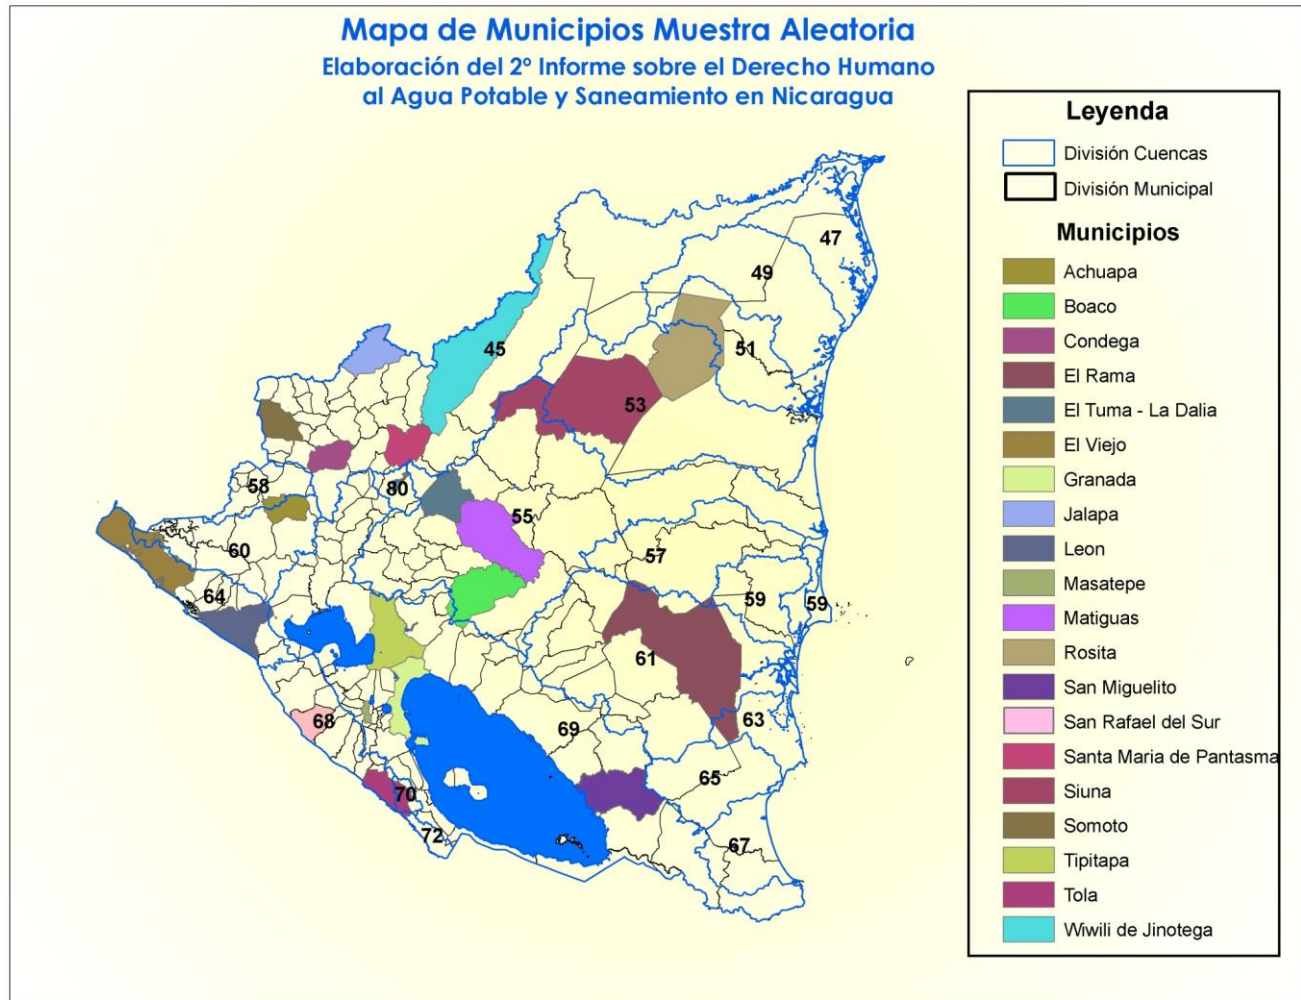 Mapa de Municipios Muestra Aleatoria
Elaboración del 2º Informe sobre el Derecho Humano
al Agua Potable y Saneamiento en Nicaragua
Leyenda
División Cuencas
División Municipal
Municipios
Achuapa
Boaco
Condega
El Rama
El Tuma - La Dalia
El Viejo
Granada
Jalapa
Leon
Masatepe
Matiguas
Rosita
San Miguelito
San Rafael del Sur
Santa Maria de Pantasma
Siuna
Somoto
Tipitapa
Tola
Wiwili de Jinotega
47
49
45
51
53
58
80
55
60
57
64
59
59
61
68
63
69
65
70
72
67